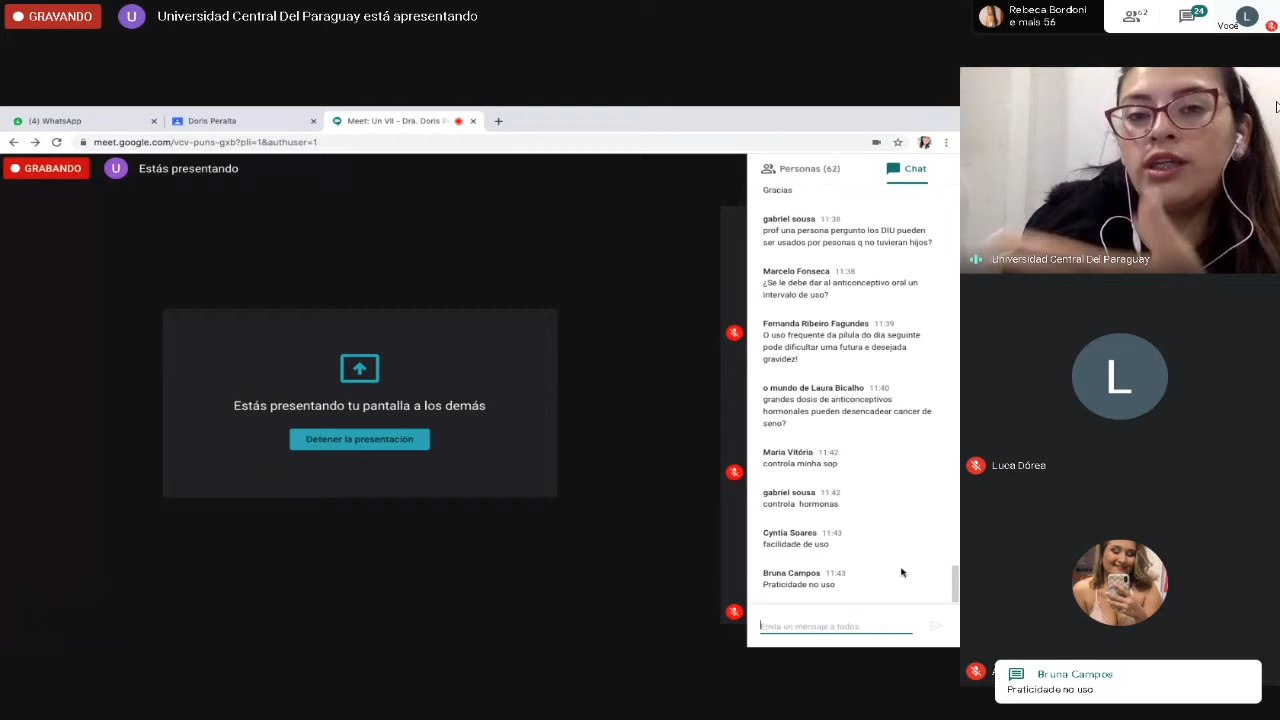 GRAVANDO
U
Universidad Central Del Paraguay está apresentando
Rebeca Bordoni
e mais 56
62
24
L
Você
(4) WhatsApp
Doris Peralta
Meet: Un VII - Dra. Doris P
meet.google.com/vcv-puns-gxb?pli=1&authuser=1
GRABANDO
U
Estás presentando
Personas (62)
Chat
Gracias
gabriel sousa 11:38
prof una persona pergunto los DIU pueden
ser usados por pesonas q no tuvieran hijos?
Marcelo Fonseca 11:38
¿Se le debe dar al anticonceptivo oral un
intervalo de uso?
Fernanda Ribeiro Fagundes 11:39
O uso frequente da pílula do dia seguinte
pode dificultar uma futura e desejada
gravidez!
o mundo de Laura Bicalho 11:40
grandes dosis de anticonceptivos
hormonales pueden desencadear cancer de
seno?
Maria Vitória 11:42
controla minha sop
gabriel sousa 11:42
controla hormonas
Cyntia Soares 11:43
facilidade de uso
Bruna Campos 11:43
Praticidade no uso
Envía un mensaje a todos
Estás presentando tu pantalla a los demás
Detener la presentación
Universidad Central Del Paraguay
L
Luca Dórea
Bruna Campos
Praticidade no uso